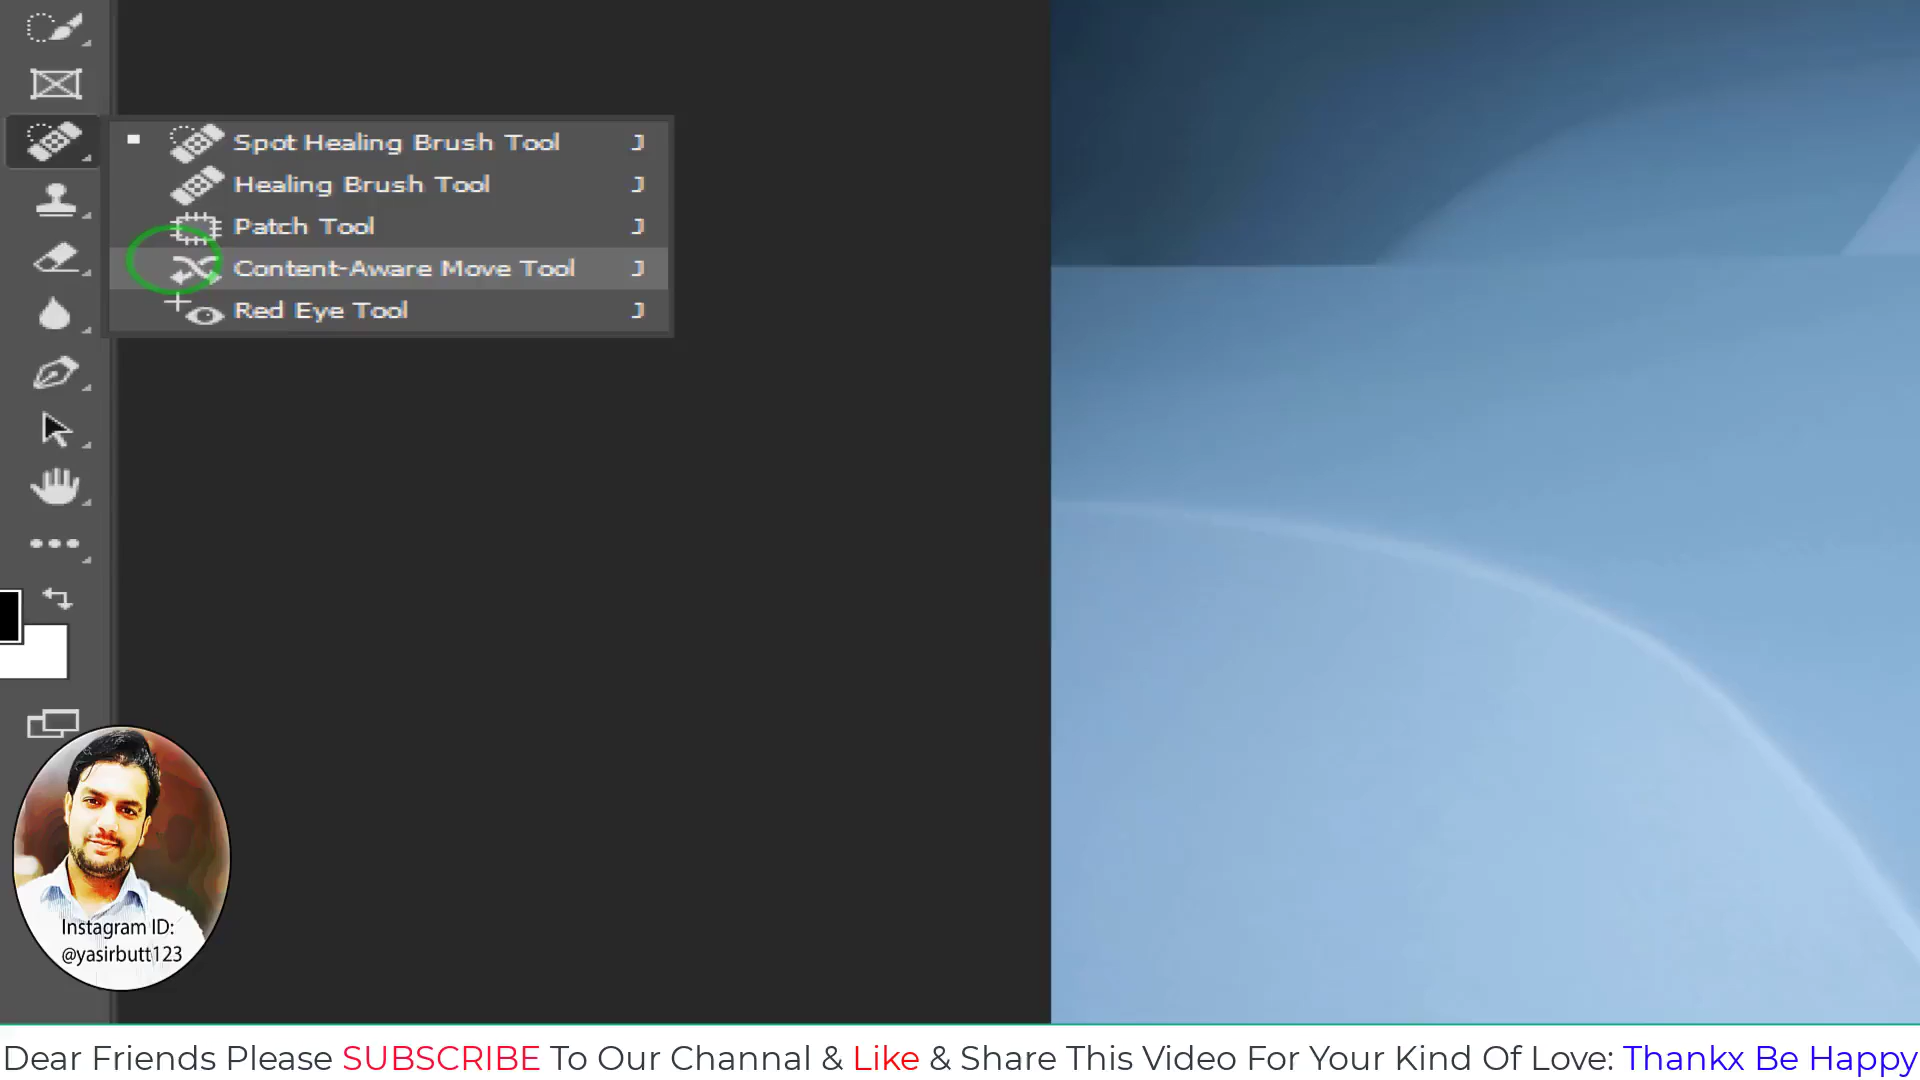 Spot Healing Brush Tool J
Healing Brush Tool J
Patch Tool J
Content-Aware Move Tool J
Red Eye Tool J
Instagram ID:
@yasirbutt123
Dear Friends Please SUBSCRIBE To Our Channal & Like & Share This Video For Your Kind Of Love: Thankx Be Happy